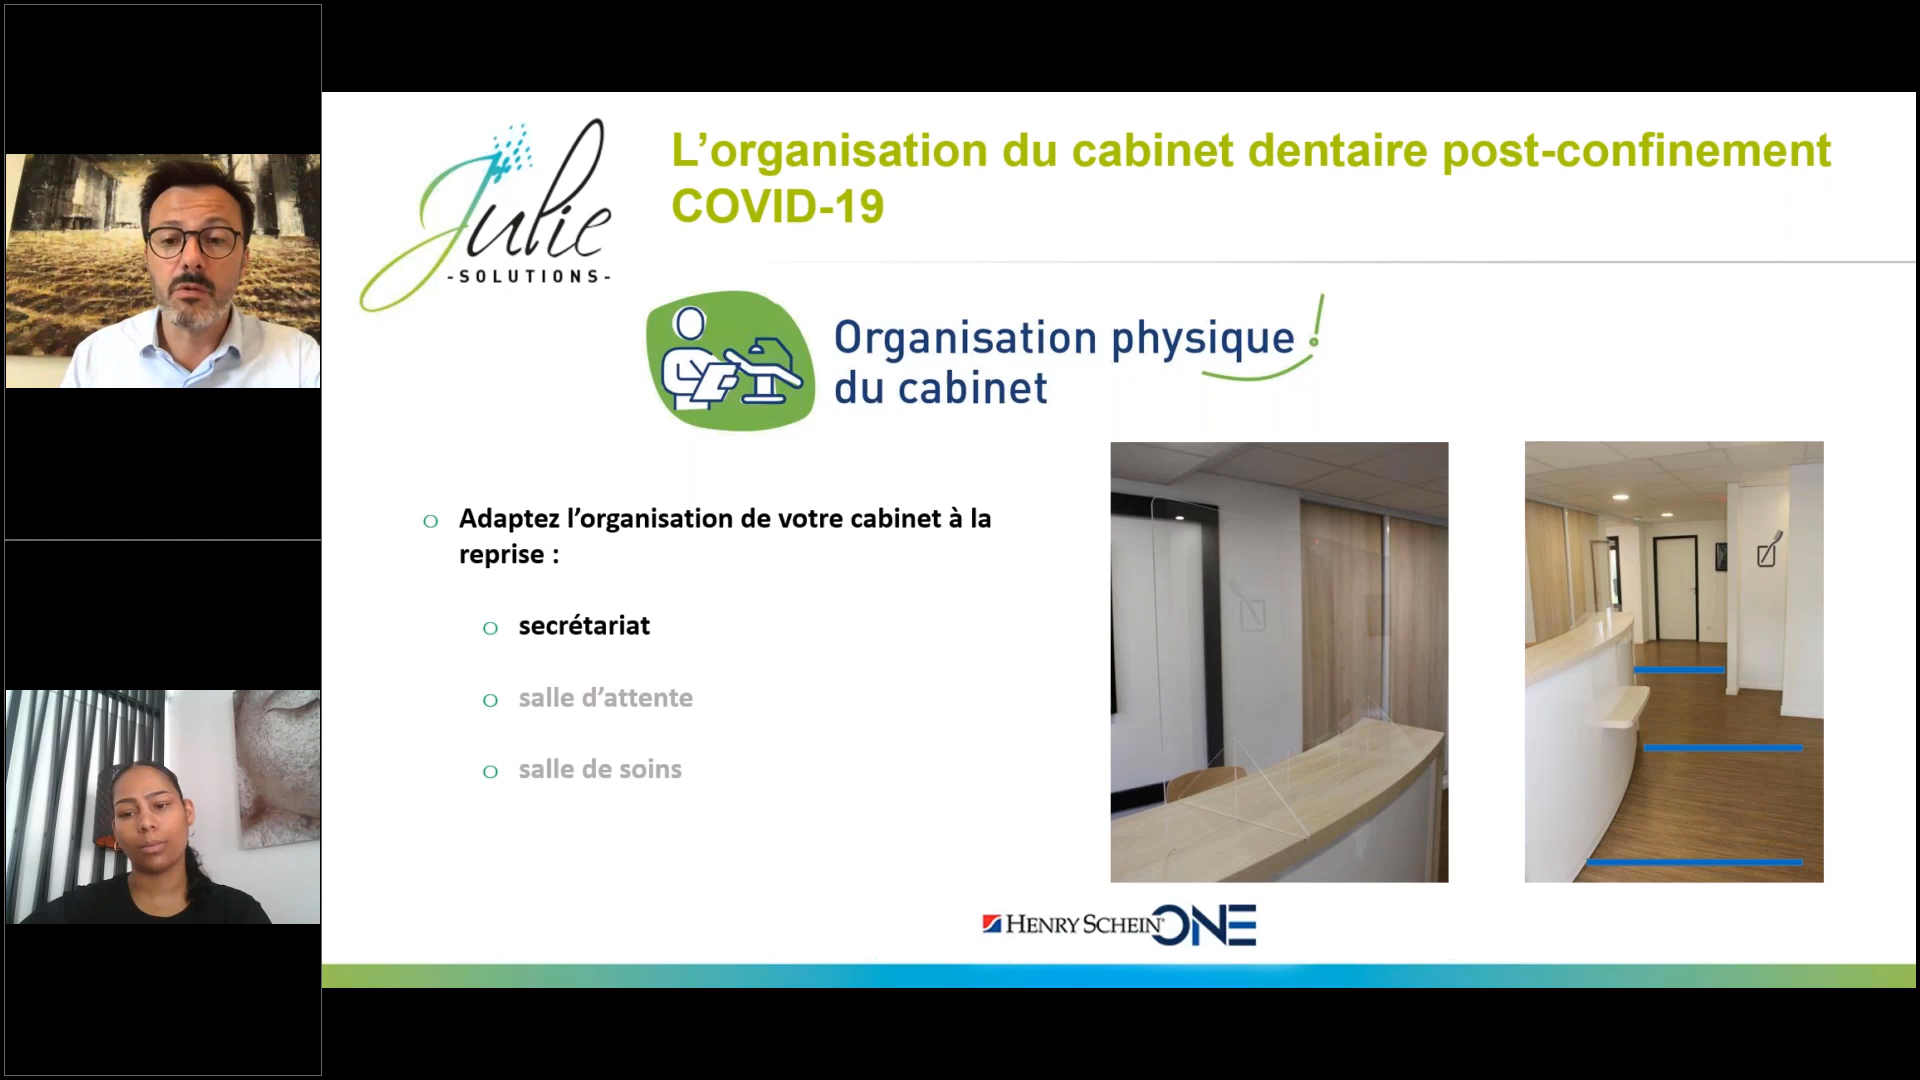 Julie
-SOLUTIONS-
L’organisation du cabinet dentaire post-confinement
COVID-19
Organisation physique !
du cabinet
o Adaptez l’organisation de votre cabinet à la
reprise :
o secrétariat
o salle d’attente
o salle de soins
HENRY SCHEIN® ONE